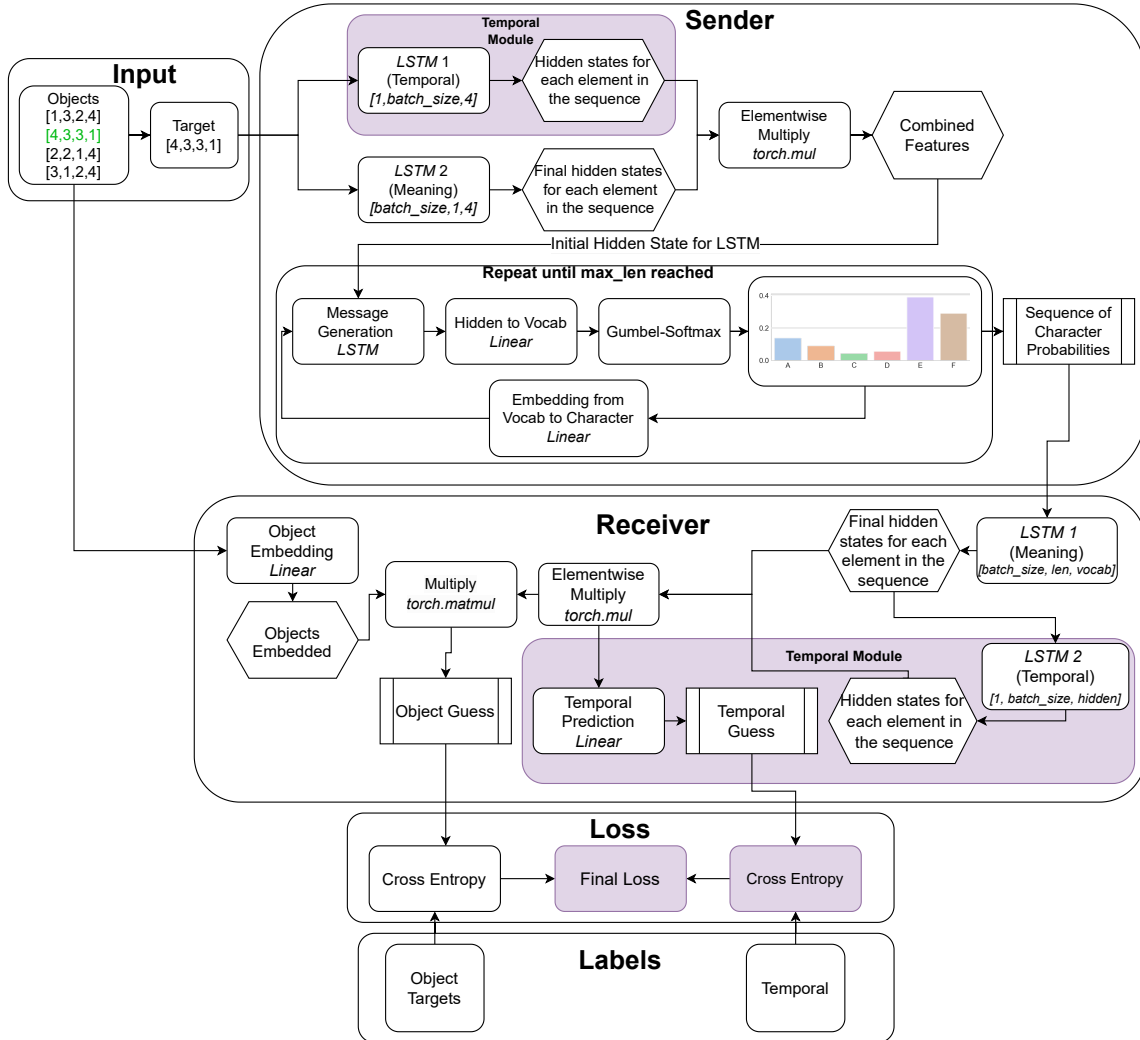 Input
Objects
[1,3,2,4]
[4,3,3,1]
[2,2,1,4]
[3,1,2,4]
Target
[4,3,3,1]
Sender
Temporal
Module
LSTM 1
(Temporal)
[1,batch_size,4]
Hidden states for
each element in
the sequence
LSTM 2
(Meaning)
[batch_size,1,4]
Final hidden states
for each element
in the sequence
Elementwise
Multiply
torch.mul
Combined
Features
Initial Hidden State for LSTM
Repeat until max_len reached
Message
Generation
LSTM
Hidden to Vocab
Linear
Gumbel-Softmax
0.4
0.2
0.0
A B C D E F
Embedding from
Vocab to Character
Linear
Sequence of
Character
Probabilities
Receiver
Object
Embedding
Linear
Objects
Embedded
Multiply
torch.matmul
Elementwise
Multiply
torch.mul
Final hidden
states for each
element in the
sequence
LSTM 1
(Meaning)
[batch_size, len, vocab]
Temporal Module
LSTM 2
(Temporal)
[1, batch_size, hidden]
Hidden states for
each element in
the sequence
Object Guess
Temporal
Prediction
Linear
Temporal
Guess
Loss
Cross Entropy
Final Loss
Cross Entropy
Labels
Object
Targets
Temporal